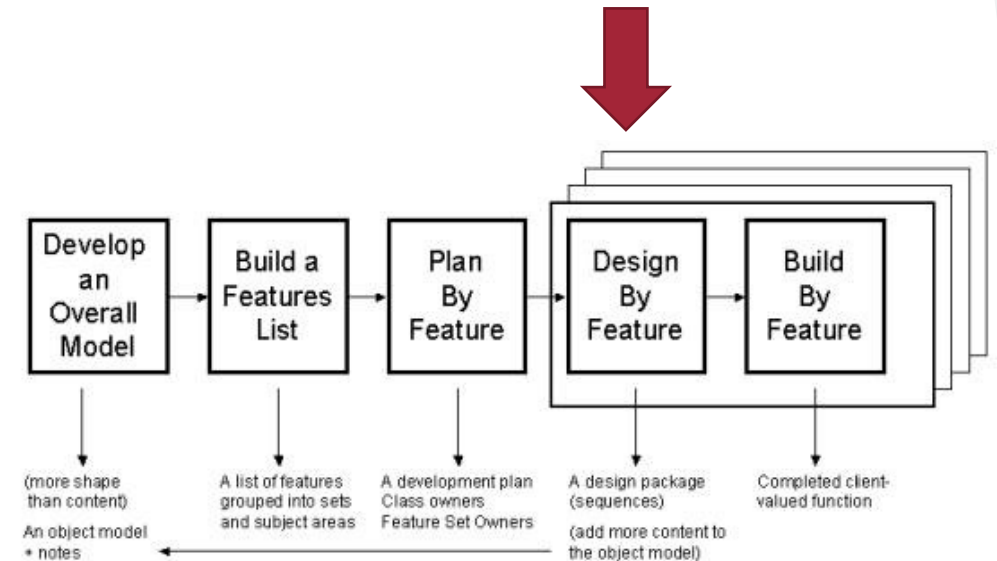 Develop
an
Overall
Model
Build a
Features
List
Plan
By
Feature
Design
By
Feature
Build
By
Feature
(more shape
than content)
An object model
+ notes
A list of features
grouped into sets
and subject areas
A development plan
Class owners
Feature Set Owners
A design package
(sequences)
(add more content to
the object model)
Completed client-
valued function